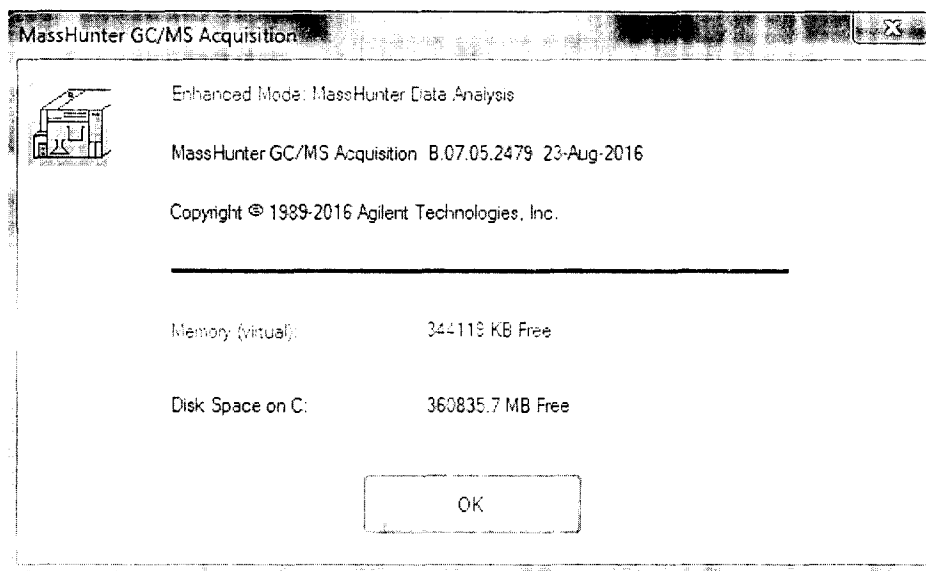 MassHunter GC/MS Acquisition
Enhanced Mode: MassHunter Data Analysis
MassHunter GC/MS Acquisition B.07.05.2479 23-Aug-2016
Copyright © 1989-2016 Agilent Technologies, Inc.
Memory (virtual): 344118 KB Free
Disk Space on C: 360835.7 MB Free
OK